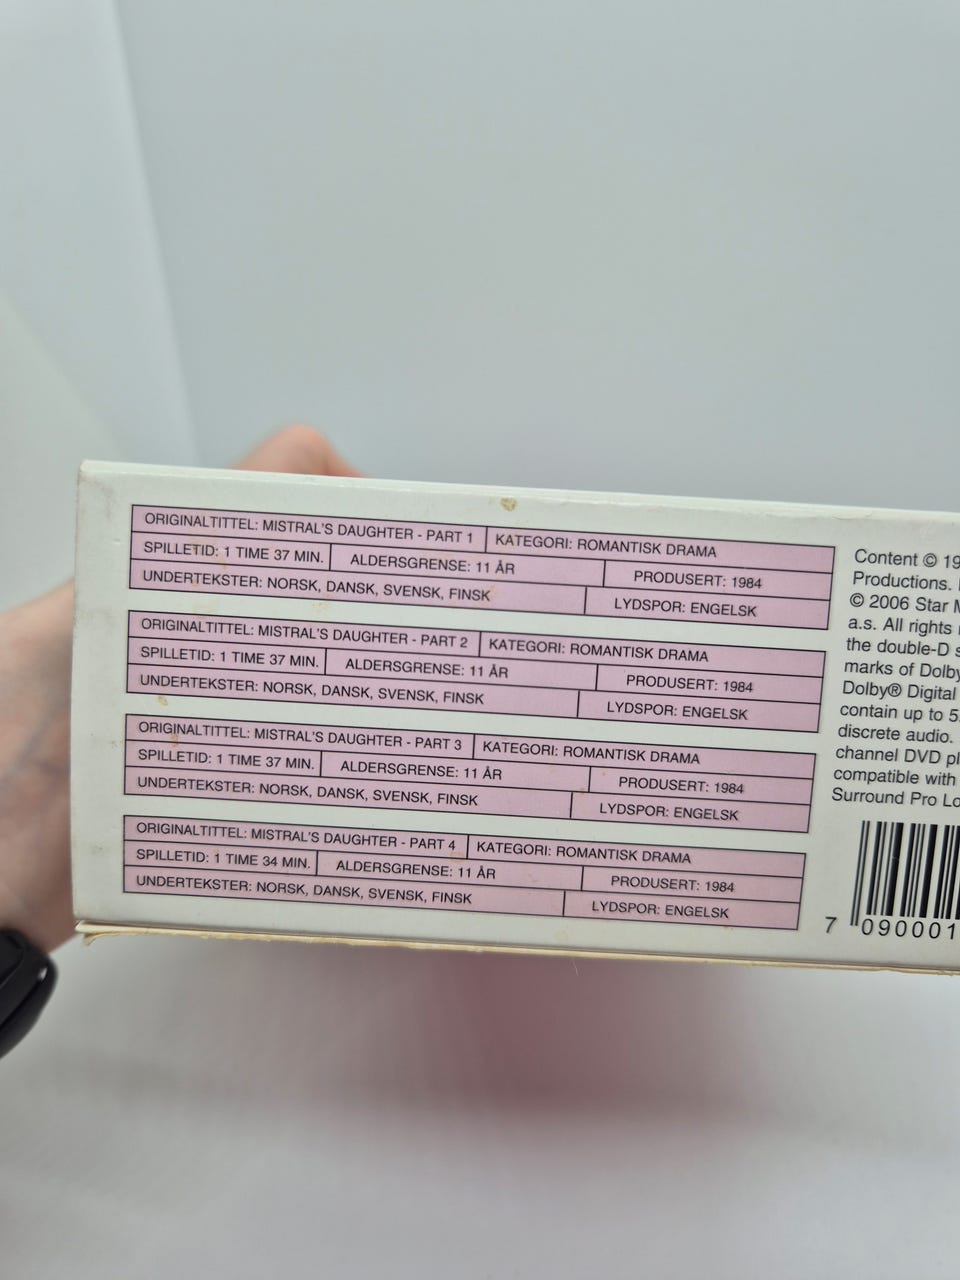 ORIGINALTITTEL: MISTRAL'S DAUGHTER - PART 1 KATEGORI: ROMANTISK DRAMA
SPILLETID: 1 TIME 37 MIN. ALDERSGRENSE: 11 ÅR PRODUSERT: 1984
UNDERTEKSTER: NORSK, DANSK, SVENSK, FINSK LYDSPOR: ENGELSK
ORIGINALTITTEL: MISTRAL'S DAUGHTER - PART 2 KATEGORI: ROMANTISK DRAMA
SPILLETID: 1 TIME 37 MIN. ALDERSGRENSE: 11 ÅR PRODUSERT: 1984
UNDERTEKSTER: NORSK, DANSK, SVENSK, FINSK LYDSPOR: ENGELSK
ORIGINALTITTEL: MISTRAL'S DAUGHTER - PART 3 KATEGORI: ROMANTISK DRAMA
SPILLETID: 1 TIME 37 MIN. ALDERSGRENSE: 11 ÅR PRODUSERT: 1984
UNDERTEKSTER: NORSK, DANSK, SVENSK, FINSK LYDSPOR: ENGELSK
ORIGINALTITTEL: MISTRAL'S DAUGHTER - PART 4 KATEGORI: ROMANTISK DRAMA
SPILLETID: 1 TIME 34 MIN. ALDERSGRENSE: 11 ÅR PRODUSERT: 1984
UNDERTEKSTER: NORSK, DANSK, SVENSK, FINSK LYDSPOR: ENGELSK
Content © 19
Productions.
© 2006 Star
a.s. All rights
the double-D
marks of Dolby
Dolby® Digital
contain up to 5
discrete audio.
channel DVD
compatible with
Surround Pro
7 090001